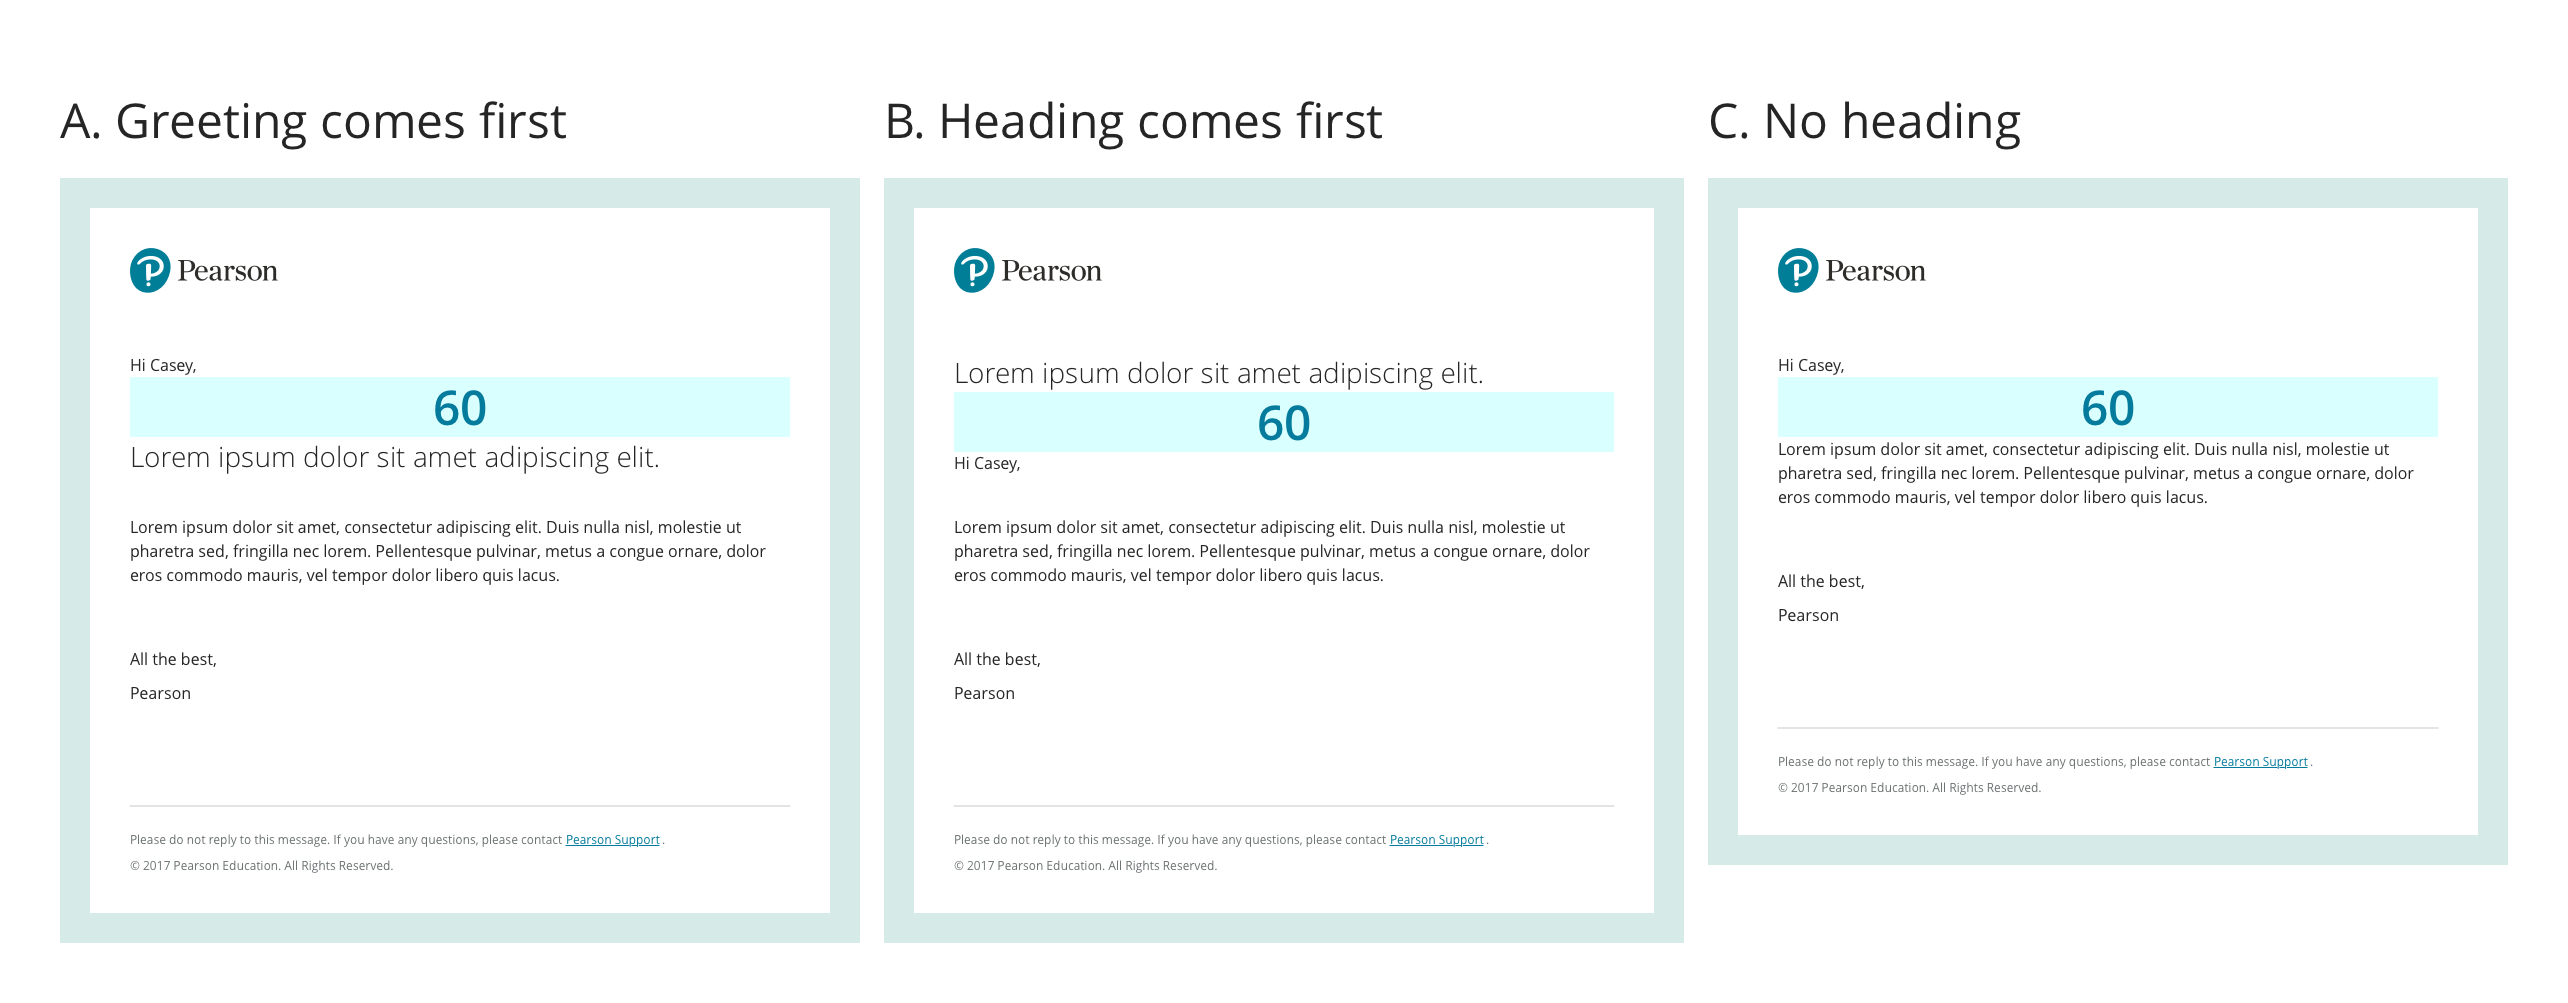 A. Greeting comes first
Pearson
Hi Casey,
60
Lorem ipsum dolor sit amet adipiscing elit.
Lorem ipsum dolor sit amet, consectetur adipiscing elit. Duis nulla nisl, molestie ut
pharetra sed, fringilla nec lorem. Pellentesque pulvinar, metus a congue ornare, dolor
eros commodo mauris, vel tempor dolor libero quis lacus.
All the best,
Pearson
Please do not reply to this message. If you have any questions, please contact Pearson Support .
© 2017 Pearson Education. All Rights Reserved.
B. Heading comes first
Pearson
Lorem ipsum dolor sit amet adipiscing elit.
60
Hi Casey,
Lorem ipsum dolor sit amet, consectetur adipiscing elit. Duis nulla nisl, molestie ut
pharetra sed, fringilla nec lorem. Pellentesque pulvinar, metus a congue ornare, dolor
eros commodo mauris, vel tempor dolor libero quis lacus.
All the best,
Pearson
Please do not reply to this message. If you have any questions, please contact Pearson Support .
© 2017 Pearson Education. All Rights Reserved.
C. No heading
Pearson
Hi Casey,
60
Lorem ipsum dolor sit amet, consectetur adipiscing elit. Duis nulla nisl, molestie ut
pharetra sed, fringilla nec lorem. Pellentesque pulvinar, metus a congue ornare, dolor
eros commodo mauris, vel tempor dolor libero quis lacus.
All the best,
Pearson
Please do not reply to this message. If you have any questions, please contact Pearson Support .
© 2017 Pearson Education. All Rights Reserved.